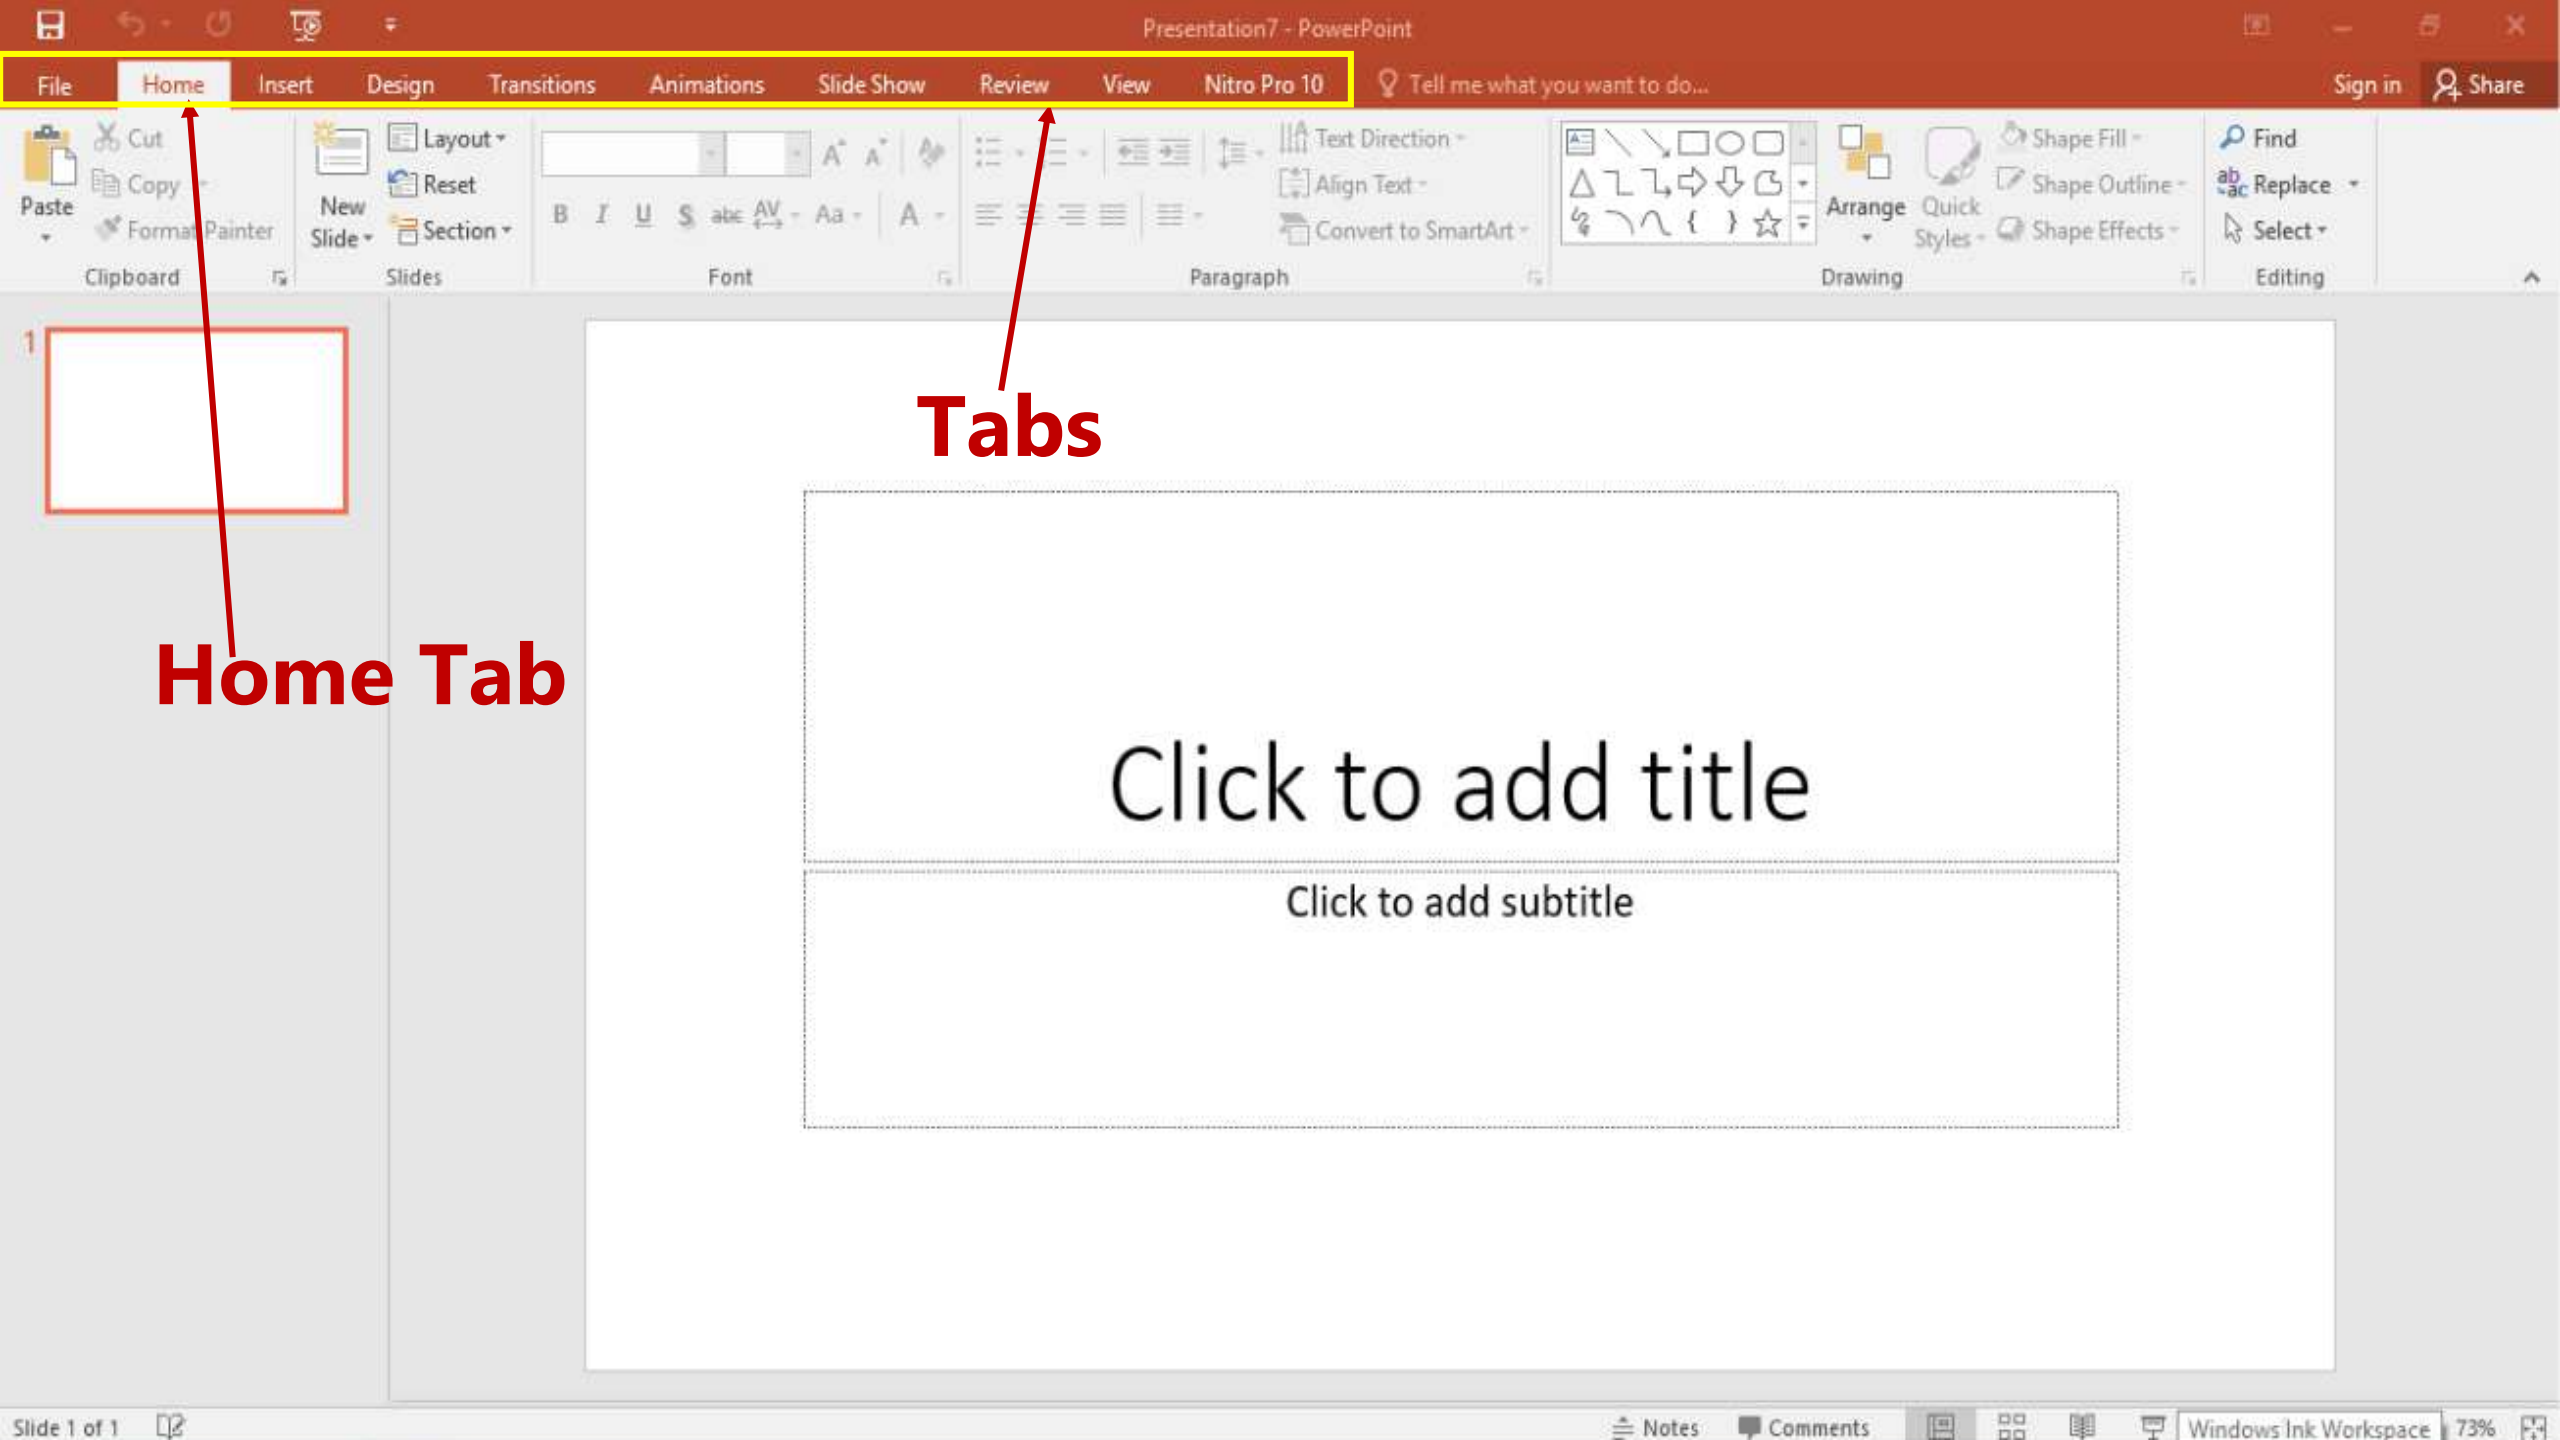 Presentation7 - PowerPoint
File Home Insert Design Transitions Animations Slide Show Review View Nitro Pro 10 Tell me what you want to do... Sign in Share
Paste
Cut
Copy
Format Painter
Clipboard
New
Slide
Layout
Reset
Section
Slides
B I U S abc AV Aa A
Font
Text Direction
Align Text
Convert to SmartArt
Paragraph
Arrange
Quick
Styles
Shape Fill
Shape Outline
Shape Effects
Drawing
Find
Replace
Select
Editing
1
Tabs
Home Tab
Click to add title
Click to add subtitle
Slide 1 of 1 Notes Comments Windows Ink Workspace 73%